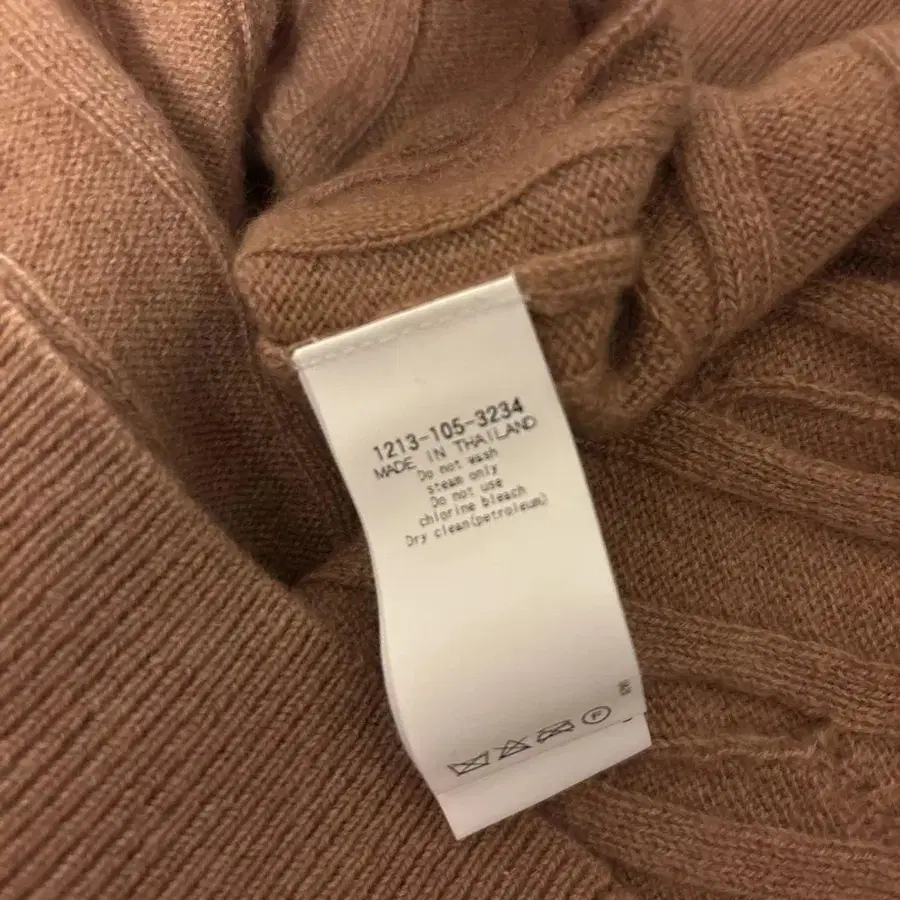 1213-105-3234
MADE IN THAILAND
Do not wash
steam only
Do not use
chlorine bleach
Dry clean(petroleum)
F